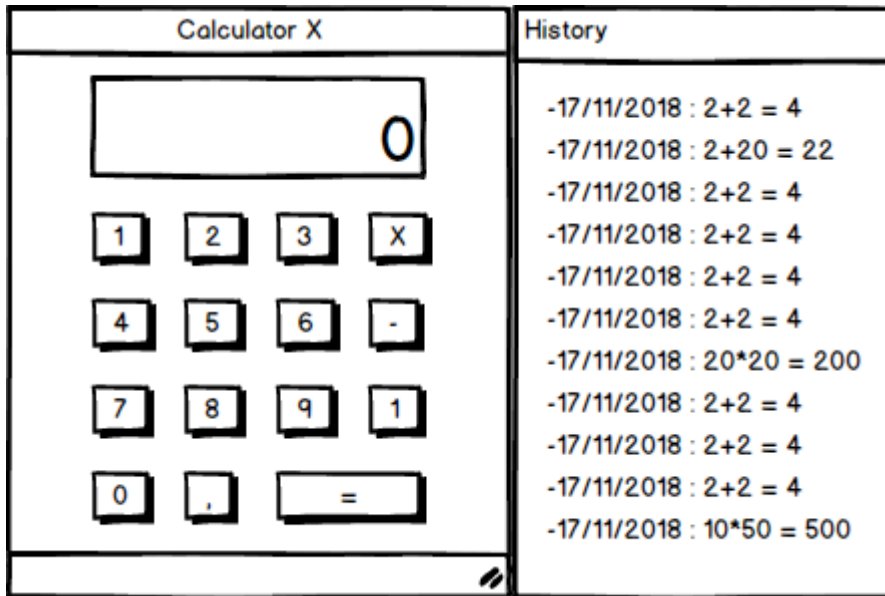 Calculator X
0
1 2 3 X
4 5 6 -
7 8 9 1
0 , =
History
-17/11/2018 : 2+2 = 4
-17/11/2018 : 2+20 = 22
-17/11/2018 : 2+2 = 4
-17/11/2018 : 2+2 = 4
-17/11/2018 : 2+2 = 4
-17/11/2018 : 2+2 = 4
-17/11/2018 : 20*20 = 200
-17/11/2018 : 2+2 = 4
-17/11/2018 : 2+2 = 4
-17/11/2018 : 2+2 = 4
-17/11/2018 : 10*50 = 500